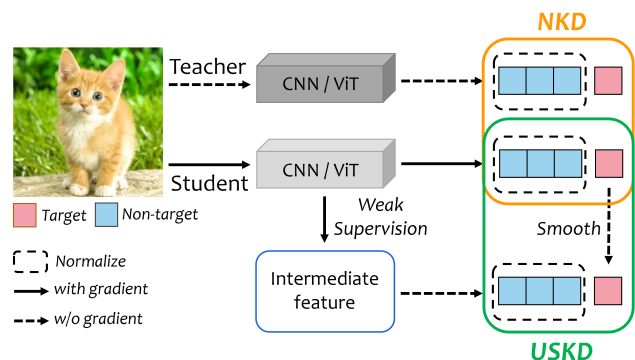 NKD
Teacher
CNN / ViT
CNN / ViT
Student
Weak
Supervision
Target
Non-target
Smooth
Normalize
with gradient
w/o gradient
Intermediate
feature
USKD